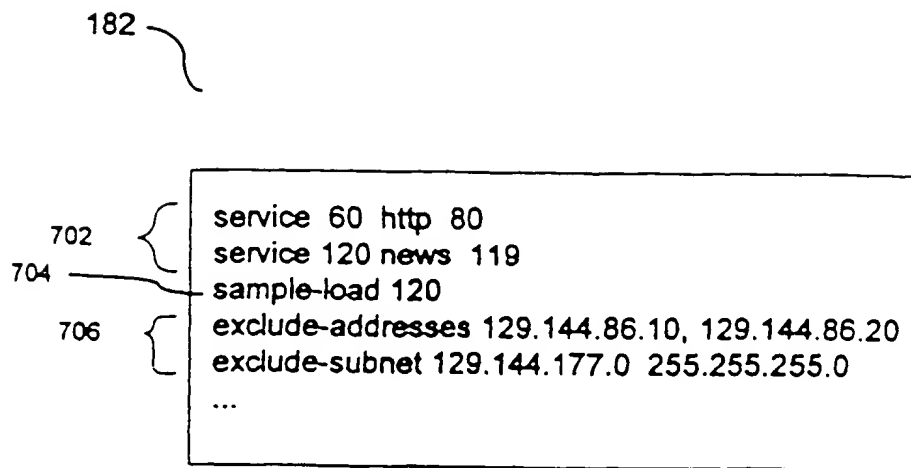 182
702
704
706
service 60 http 80
service 120 news 119
sample-load 120
exclude-addresses 129.144.86.10, 129.144.86.20
exclude-subnet 129.144.177.0 255.255.255.0
...